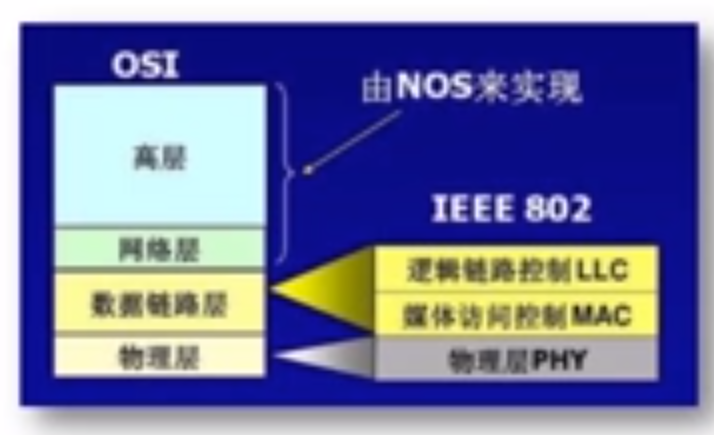 OSI
由NOS来实现
高层
IEEE 802
网络层
逻辑链路控制LLC
数据链路层
媒体访问控制MAC
物理层
物理层PHY